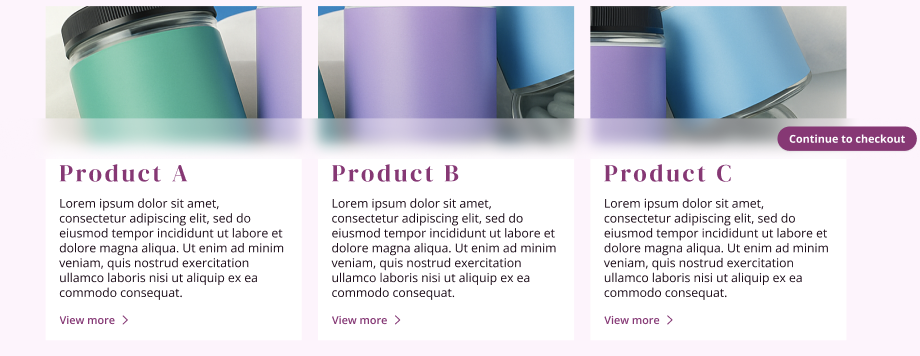 Continue to checkout
Product A
Lorem ipsum dolor sit amet,
consectetur adipiscing elit, sed do
eiusmod tempor incididunt ut labore et
dolore magna aliqua. Ut enim ad minim
veniam, quis nostrud exercitation
ullamco laboris nisi ut aliquip ex ea
commodo consequat.
View more
Product B
Lorem ipsum dolor sit amet,
consectetur adipiscing elit, sed do
eiusmod tempor incididunt ut labore et
dolore magna aliqua. Ut enim ad minim
veniam, quis nostrud exercitation
ullamco laboris nisi ut aliquip ex ea
commodo consequat.
View more
Product C
Lorem ipsum dolor sit amet,
consectetur adipiscing elit, sed do
eiusmod tempor incididunt ut labore et
dolore magna aliqua. Ut enim ad minim
veniam, quis nostrud exercitation
ullamco laboris nisi ut aliquip ex ea
commodo consequat.
View more